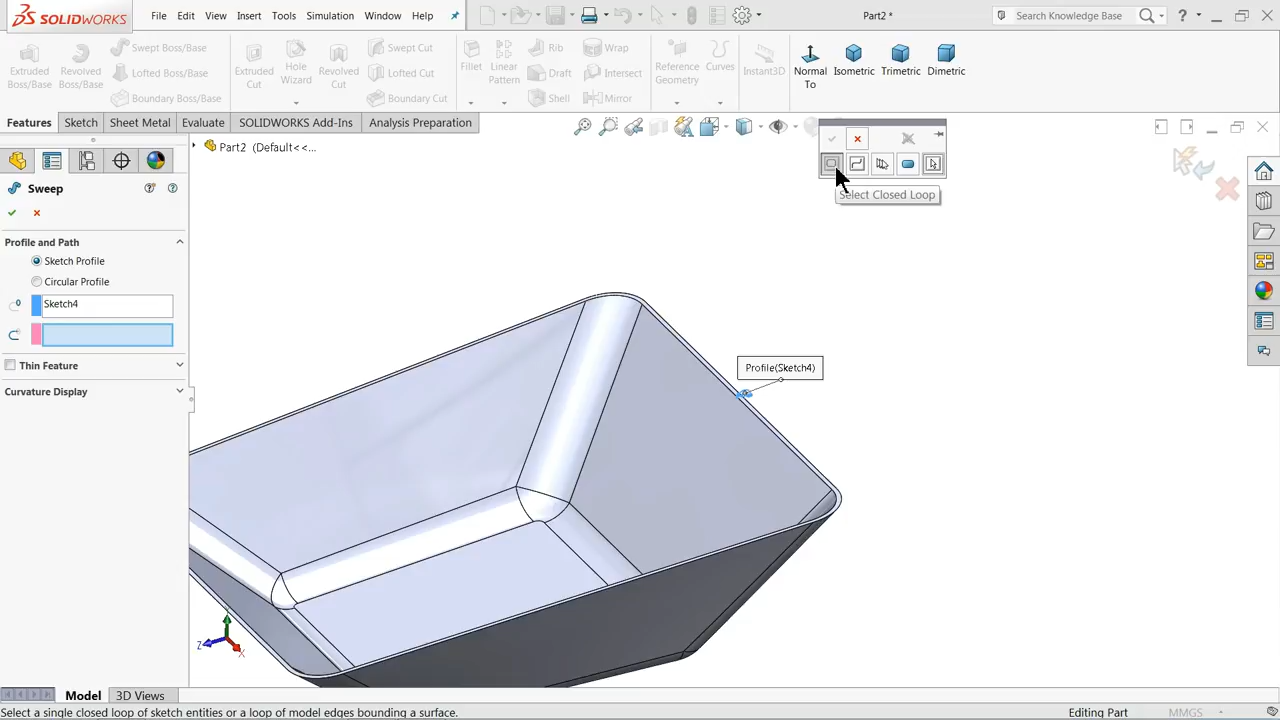 SOLIDWORKS File Edit View Insert Tools Simulation Window Help Part2 * Search Knowledge Base ?
Extruded Boss/Base
Revolved Boss/Base
Swept Boss/Base
Lofted Boss/Base
Boundary Boss/Base
Extruded Cut
Hole Wizard
Revolved Cut
Swept Cut
Lofted Cut
Boundary Cut
Fillet
Linear Pattern
Rib
Draft
Shell
Wrap
Intersect
Mirror
Reference Geometry
Curves
Instant3D
Normal To
Isometric
Trimetric
Dimetric
Features Sketch Sheet Metal Evaluate SOLIDWORKS Add-Ins Analysis Preparation
Part2 (Default<<...
Sweep
Profile and Path
Sketch Profile
Circular Profile
Sketch4
Thin Feature
Curvature Display
Select Closed Loop
Profile(Sketch4)
Y
Z
X
Model 3D Views
Select a single closed loop of sketch entities or a loop of model edges bounding a surface. Editing Part MMGS